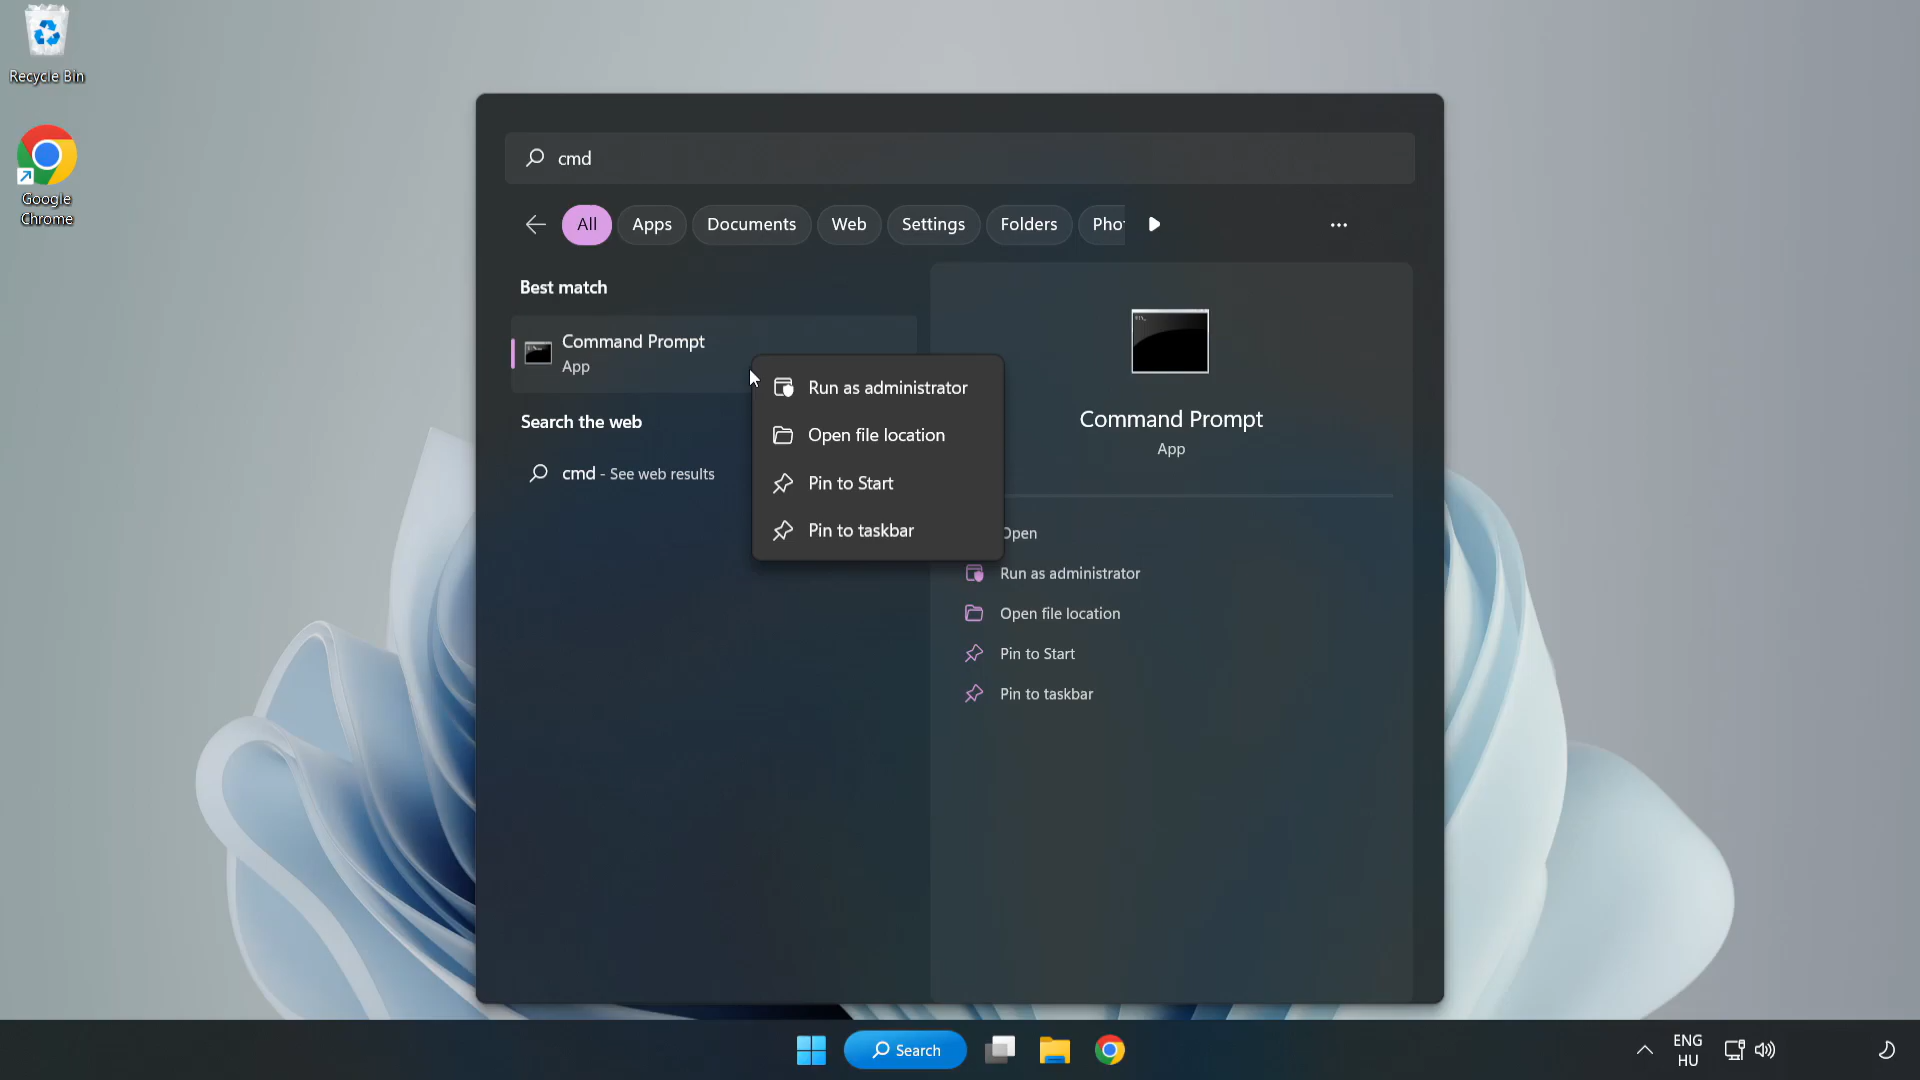 Recycle Bin
Google
Chrome
cmd
All
Apps
Documents
Web
Settings
Folders
Best match
Command Prompt
App
Search the web
cmd - See web results
Run as administrator
Open file location
Pin to Start
Pin to taskbar
Command Prompt
App
Open
Run as administrator
Open file location
Pin to Start
Pin to taskbar
Search
ENG
HU